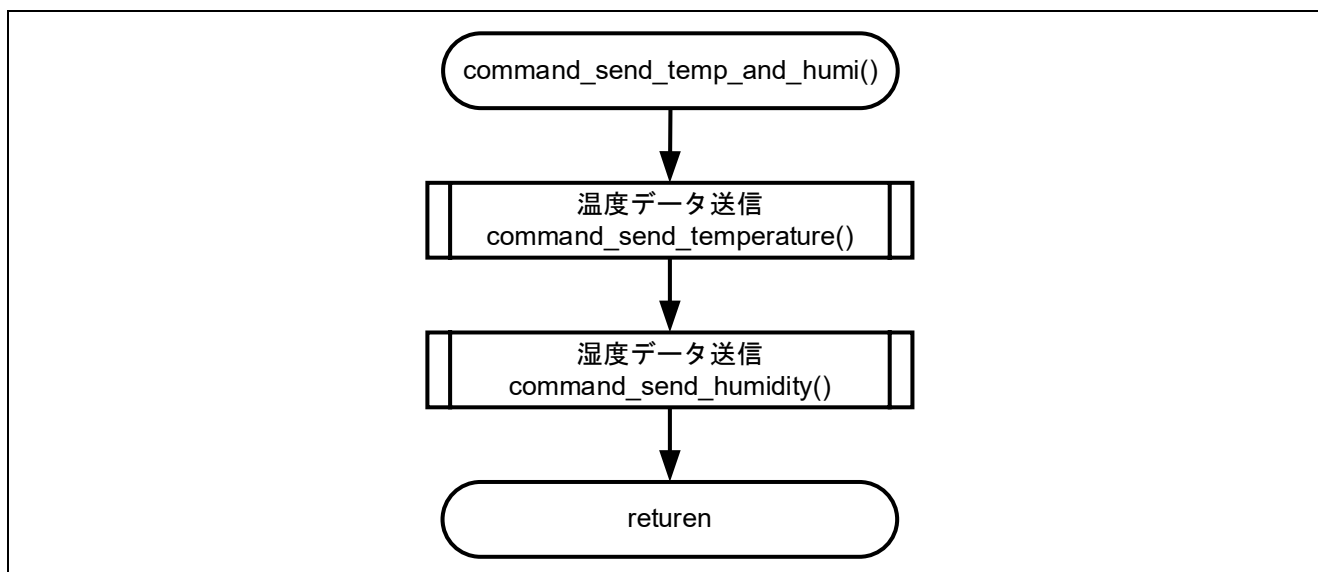 command_send_temp_and_humi()
温度データ送信
command_send_temperature()
湿度データ送信
command_send_humidity()
returen